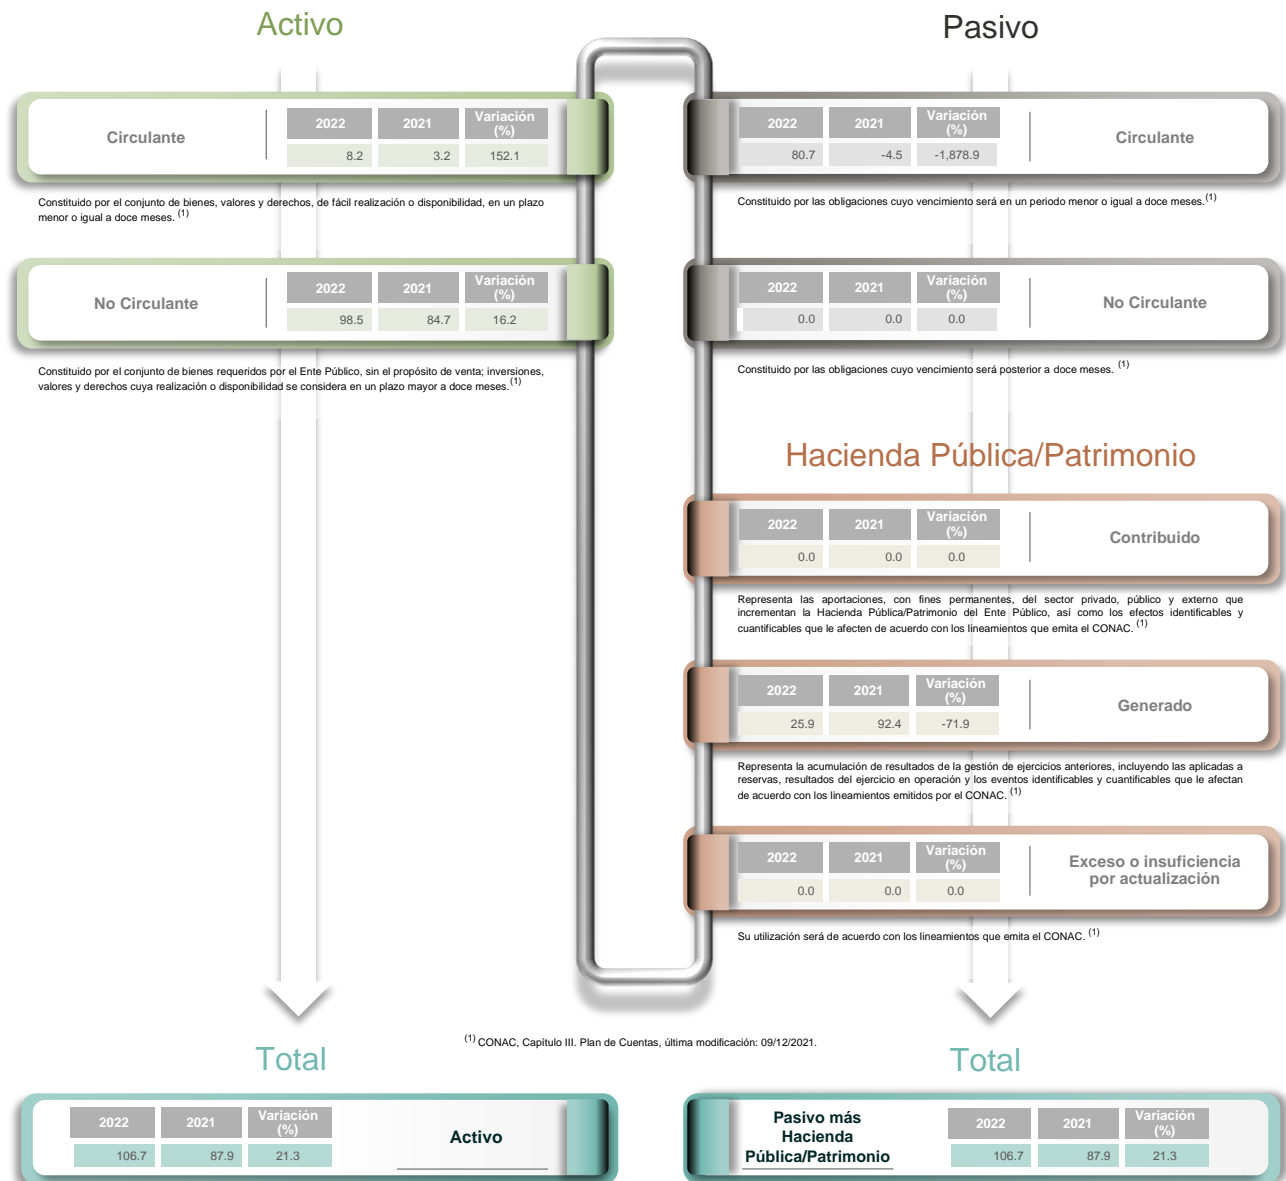 Activo
Circulante
2022 2021 Variación (%)
8.2 3.2 152.1
Constituido por el conjunto de bienes, valores y derechos, de fácil realización o disponibilidad, en un plazo
menor o igual a doce meses. (1)
No Circulante
2022 2021 Variación (%)
98.5 84.7 16.2
Constituido por el conjunto de bienes requeridos por el Ente Público, sin el propósito de venta; inversiones,
valores y derechos cuya realización o disponibilidad se considera en un plazo mayor a doce meses. (1)
Pasivo
2022 2021 Variación (%)
80.7 -4.5 -1,878.9
Circulante
Constituido por las obligaciones cuyo vencimiento será en un periodo menor o igual a doce meses. (1)
2022 2021 Variación (%)
0.0 0.0 0.0
No Circulante
Constituido por las obligaciones cuyo vencimiento será posterior a doce meses. (1)
Hacienda Pública/Patrimonio
2022 2021 Variación (%)
0.0 0.0 0.0
Contribuido
Representa las aportaciones, con fines permanentes, del sector privado, público y externo que
incrementan la Hacienda Pública/Patrimonio del Ente Público, así como los efectos identificables y
cuantificables que le afecten de acuerdo con los lineamientos que emita el CONAC. (1)
2022 2021 Variación (%)
25.9 92.4 -71.9
Generado
Representa la acumulación de resultados de la gestión de ejercicios anteriores, incluyendo las aplicadas a
reservas, resultados del ejercicio en operación y los eventos identificables y cuantificables que le afectan
de acuerdo con los lineamientos emitidos por el CONAC. (1)
2022 2021 Variación (%)
0.0 0.0 0.0
Exceso o insuficiencia
por actualización
Su utilización será de acuerdo con los lineamientos que emita el CONAC. (1)
(1) CONAC, Capítulo III. Plan de Cuentas, última modificación: 09/12/2021.
Total
2022 2021 Variación (%)
106.7 87.9 21.3
Activo
Total
Pasivo más
Hacienda
Pública/Patrimonio
2022 2021 Variación (%)
106.7 87.9 21.3